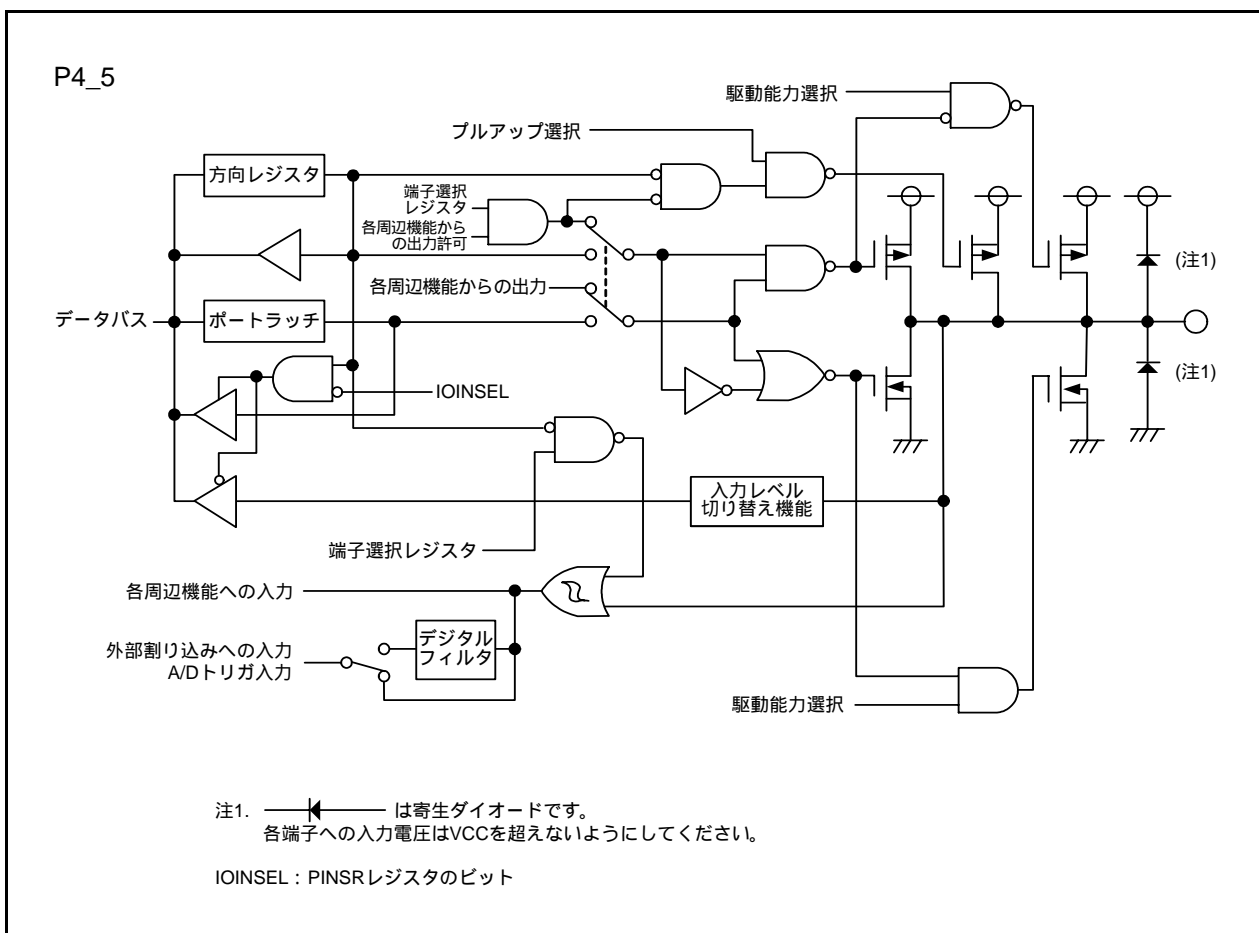 P4_5
駆動能力選択
プルアップ選択
方向レジスタ
端子選択
レジスタ
各周辺機能から
の出力許可
(注1)
各周辺機能からの出力
データバス
ポートラッチ
(注1)
IOINSEL
入力レベル
切り替え機能
端子選択レジスタ
各周辺機能への入力
デジタル
フィルタ
外部割り込みへの入力
A/Dトリガ入力
駆動能力選択
注1. は寄生ダイオードです。
各端子への入力電圧はVCCを超えないようにしてください。
IOINSEL：PINSRレジスタのビット